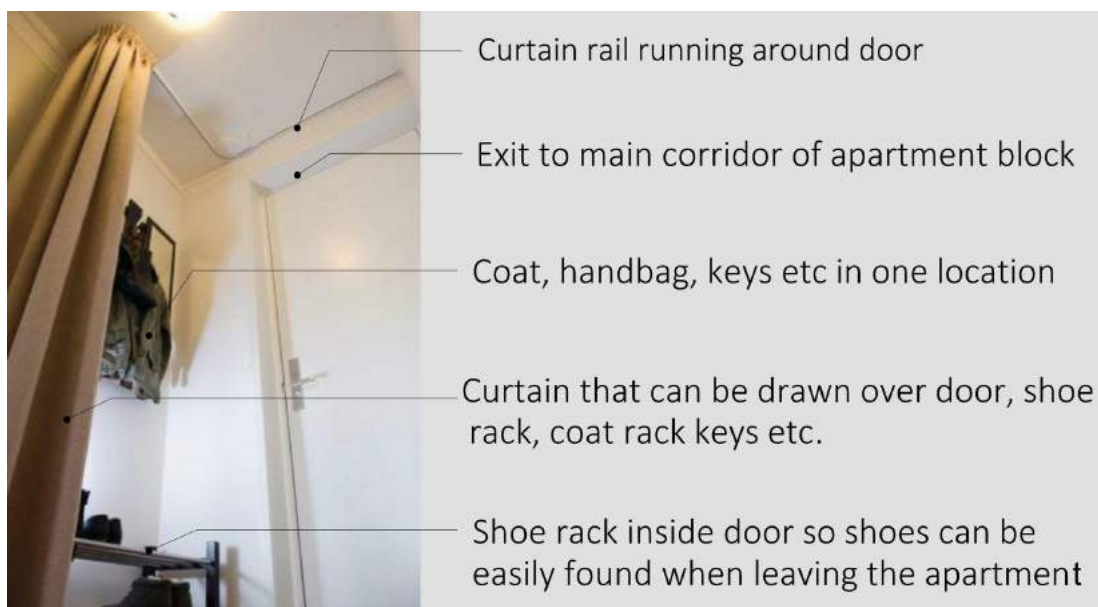 Curtain rail running around door
Exit to main corridor of apartment block
Coat, handbag, keys etc in one location
Curtain that can be drawn over door, shoe
rack, coat rack keys etc.
Shoe rack inside door so shoes can be
easily found when leaving the apartment